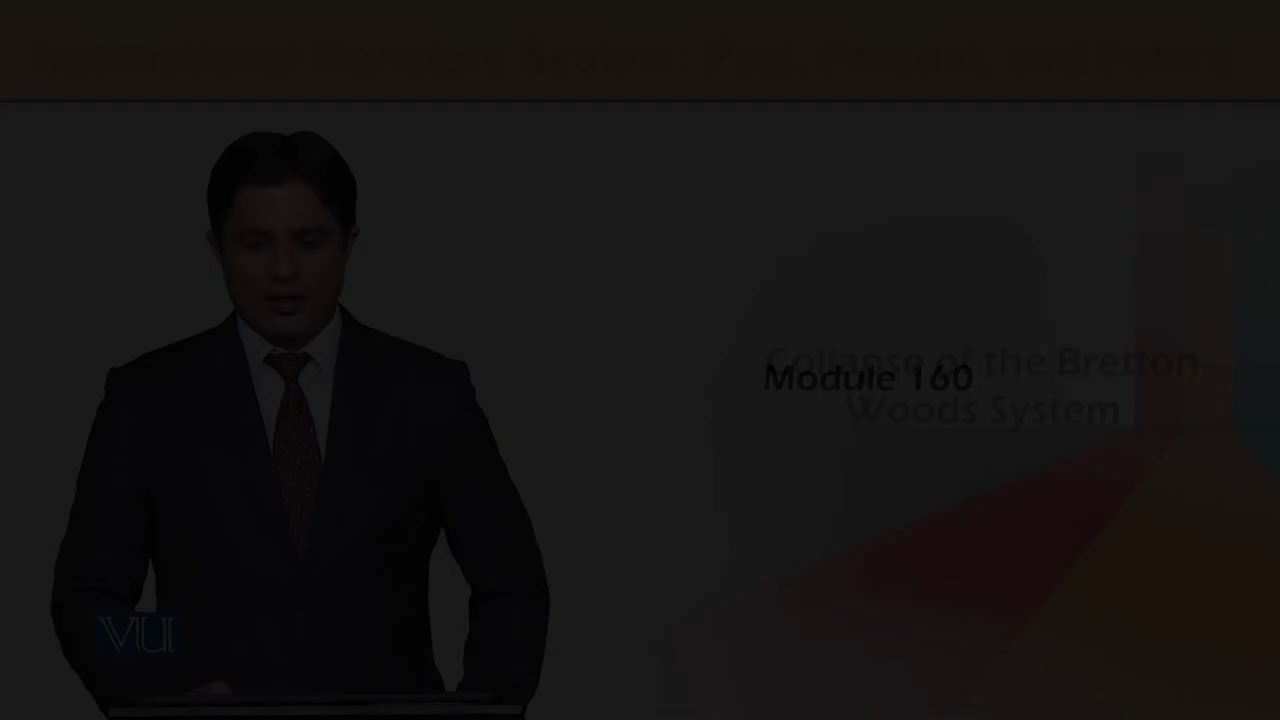 International Monetary System: Past, Present, and Future
Collapse of the Bretton
Module 160
Woods System
VU